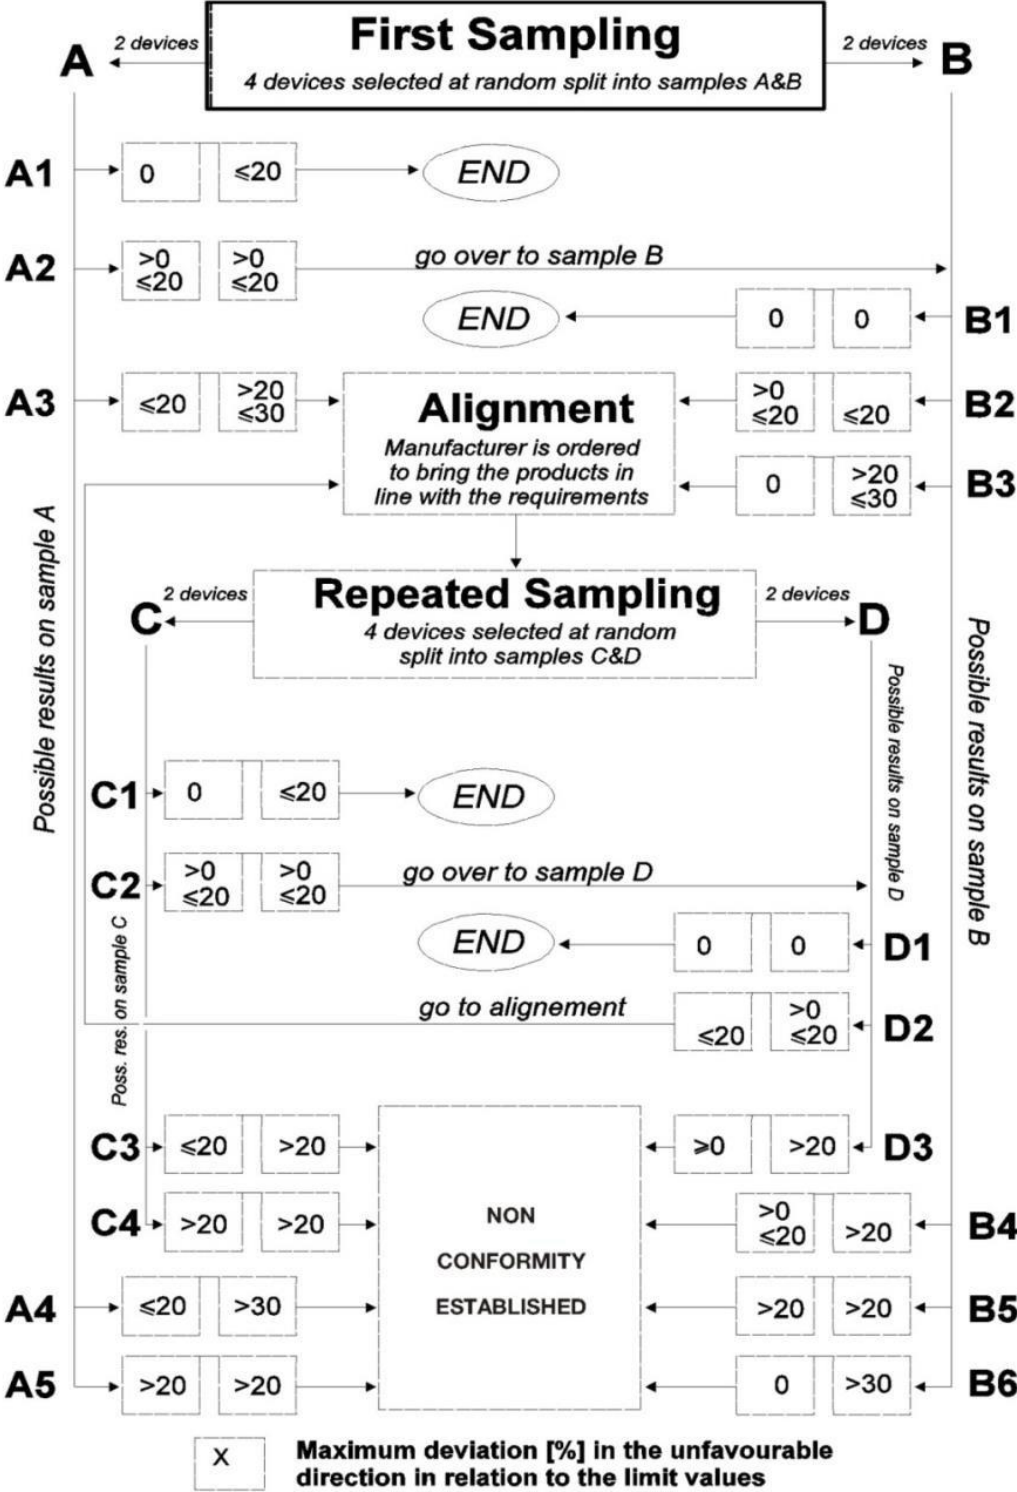 First Sampling
4 devices selected at random split into samples A&B
A
2 devices
2 devices
B
A1
0
⩽20
END
A2
>0
⩽20
>0
⩽20
go over to sample B
END
0
0
B1
A3
⩽20
>20
⩽30
Alignment
Manufacturer is ordered
to bring the products in
line with the requirements
>0
⩽20
⩽20
B2
0
>20
⩽30
B3
Possible results on sample A
Possible results on sample B
Repeated Sampling
4 devices selected at random
split into samples C&D
C
2 devices
2 devices
D
Possible results on sample D
C1
0
⩽20
END
C2
>0
⩽20
>0
⩽20
go over to sample D
Poss. res. on sample C
END
0
0
D1
go to alignement
⩽20
>0
⩽20
D2
C3
⩽20
>20
⩾0
>20
D3
C4
>20
>20
NON
CONFORMITY
ESTABLISHED
>0
⩽20
>20
B4
A4
⩽20
>30
>20
>20
B5
A5
>20
>20
0
>30
B6
X
Maximum deviation [%] in the unfavourable
direction in relation to the limit values